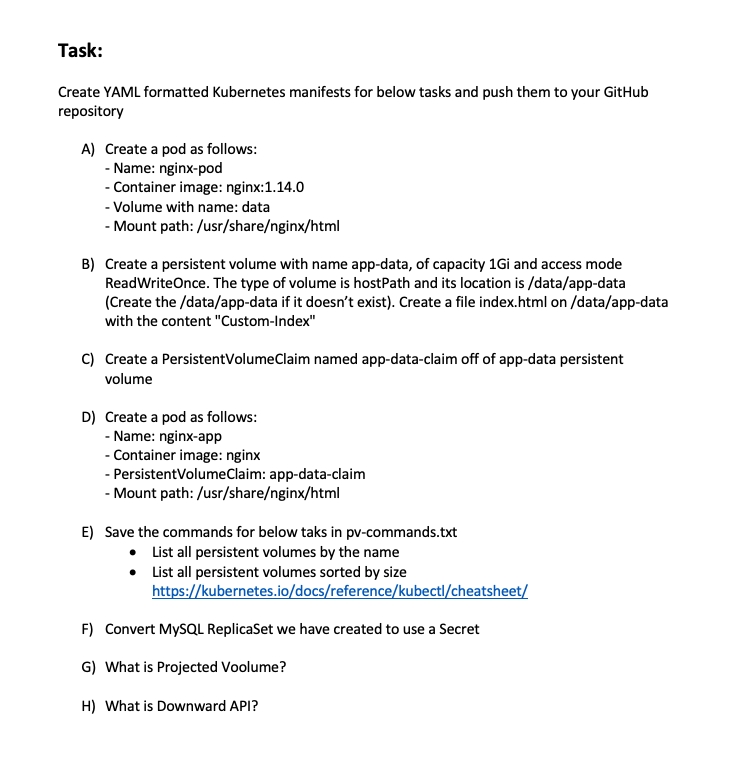 Task:
Create YAML formatted Kubernetes manifests for below tasks and push them to your GitHub
repository
A) Create a pod as follows:
- Name: nginx-pod
- Container image: nginx:1.14.0
- Volume with name: data
- Mount path: /usr/share/nginx/html
B) Create a persistent volume with name app-data, of capacity 1Gi and access mode
ReadWriteOnce. The type of volume is hostPath and its location is /data/app-data
(Create the /data/app-data if it doesn’t exist). Create a file index.html on /data/app-data
with the content "Custom-Index"
C) Create a PersistentVolumeClaim named app-data-claim off of app-data persistent
volume
D) Create a pod as follows:
- Name: nginx-app
- Container image: nginx
- PersistentVolumeClaim: app-data-claim
- Mount path: /usr/share/nginx/html
E) Save the commands for below taks in pv-commands.txt
• List all persistent volumes by the name
• List all persistent volumes sorted by size
https://kubernetes.io/docs/reference/kubectl/cheatsheet/
F) Convert MySQL ReplicaSet we have created to use a Secret
G) What is Projected Voolume?
H) What is Downward API?